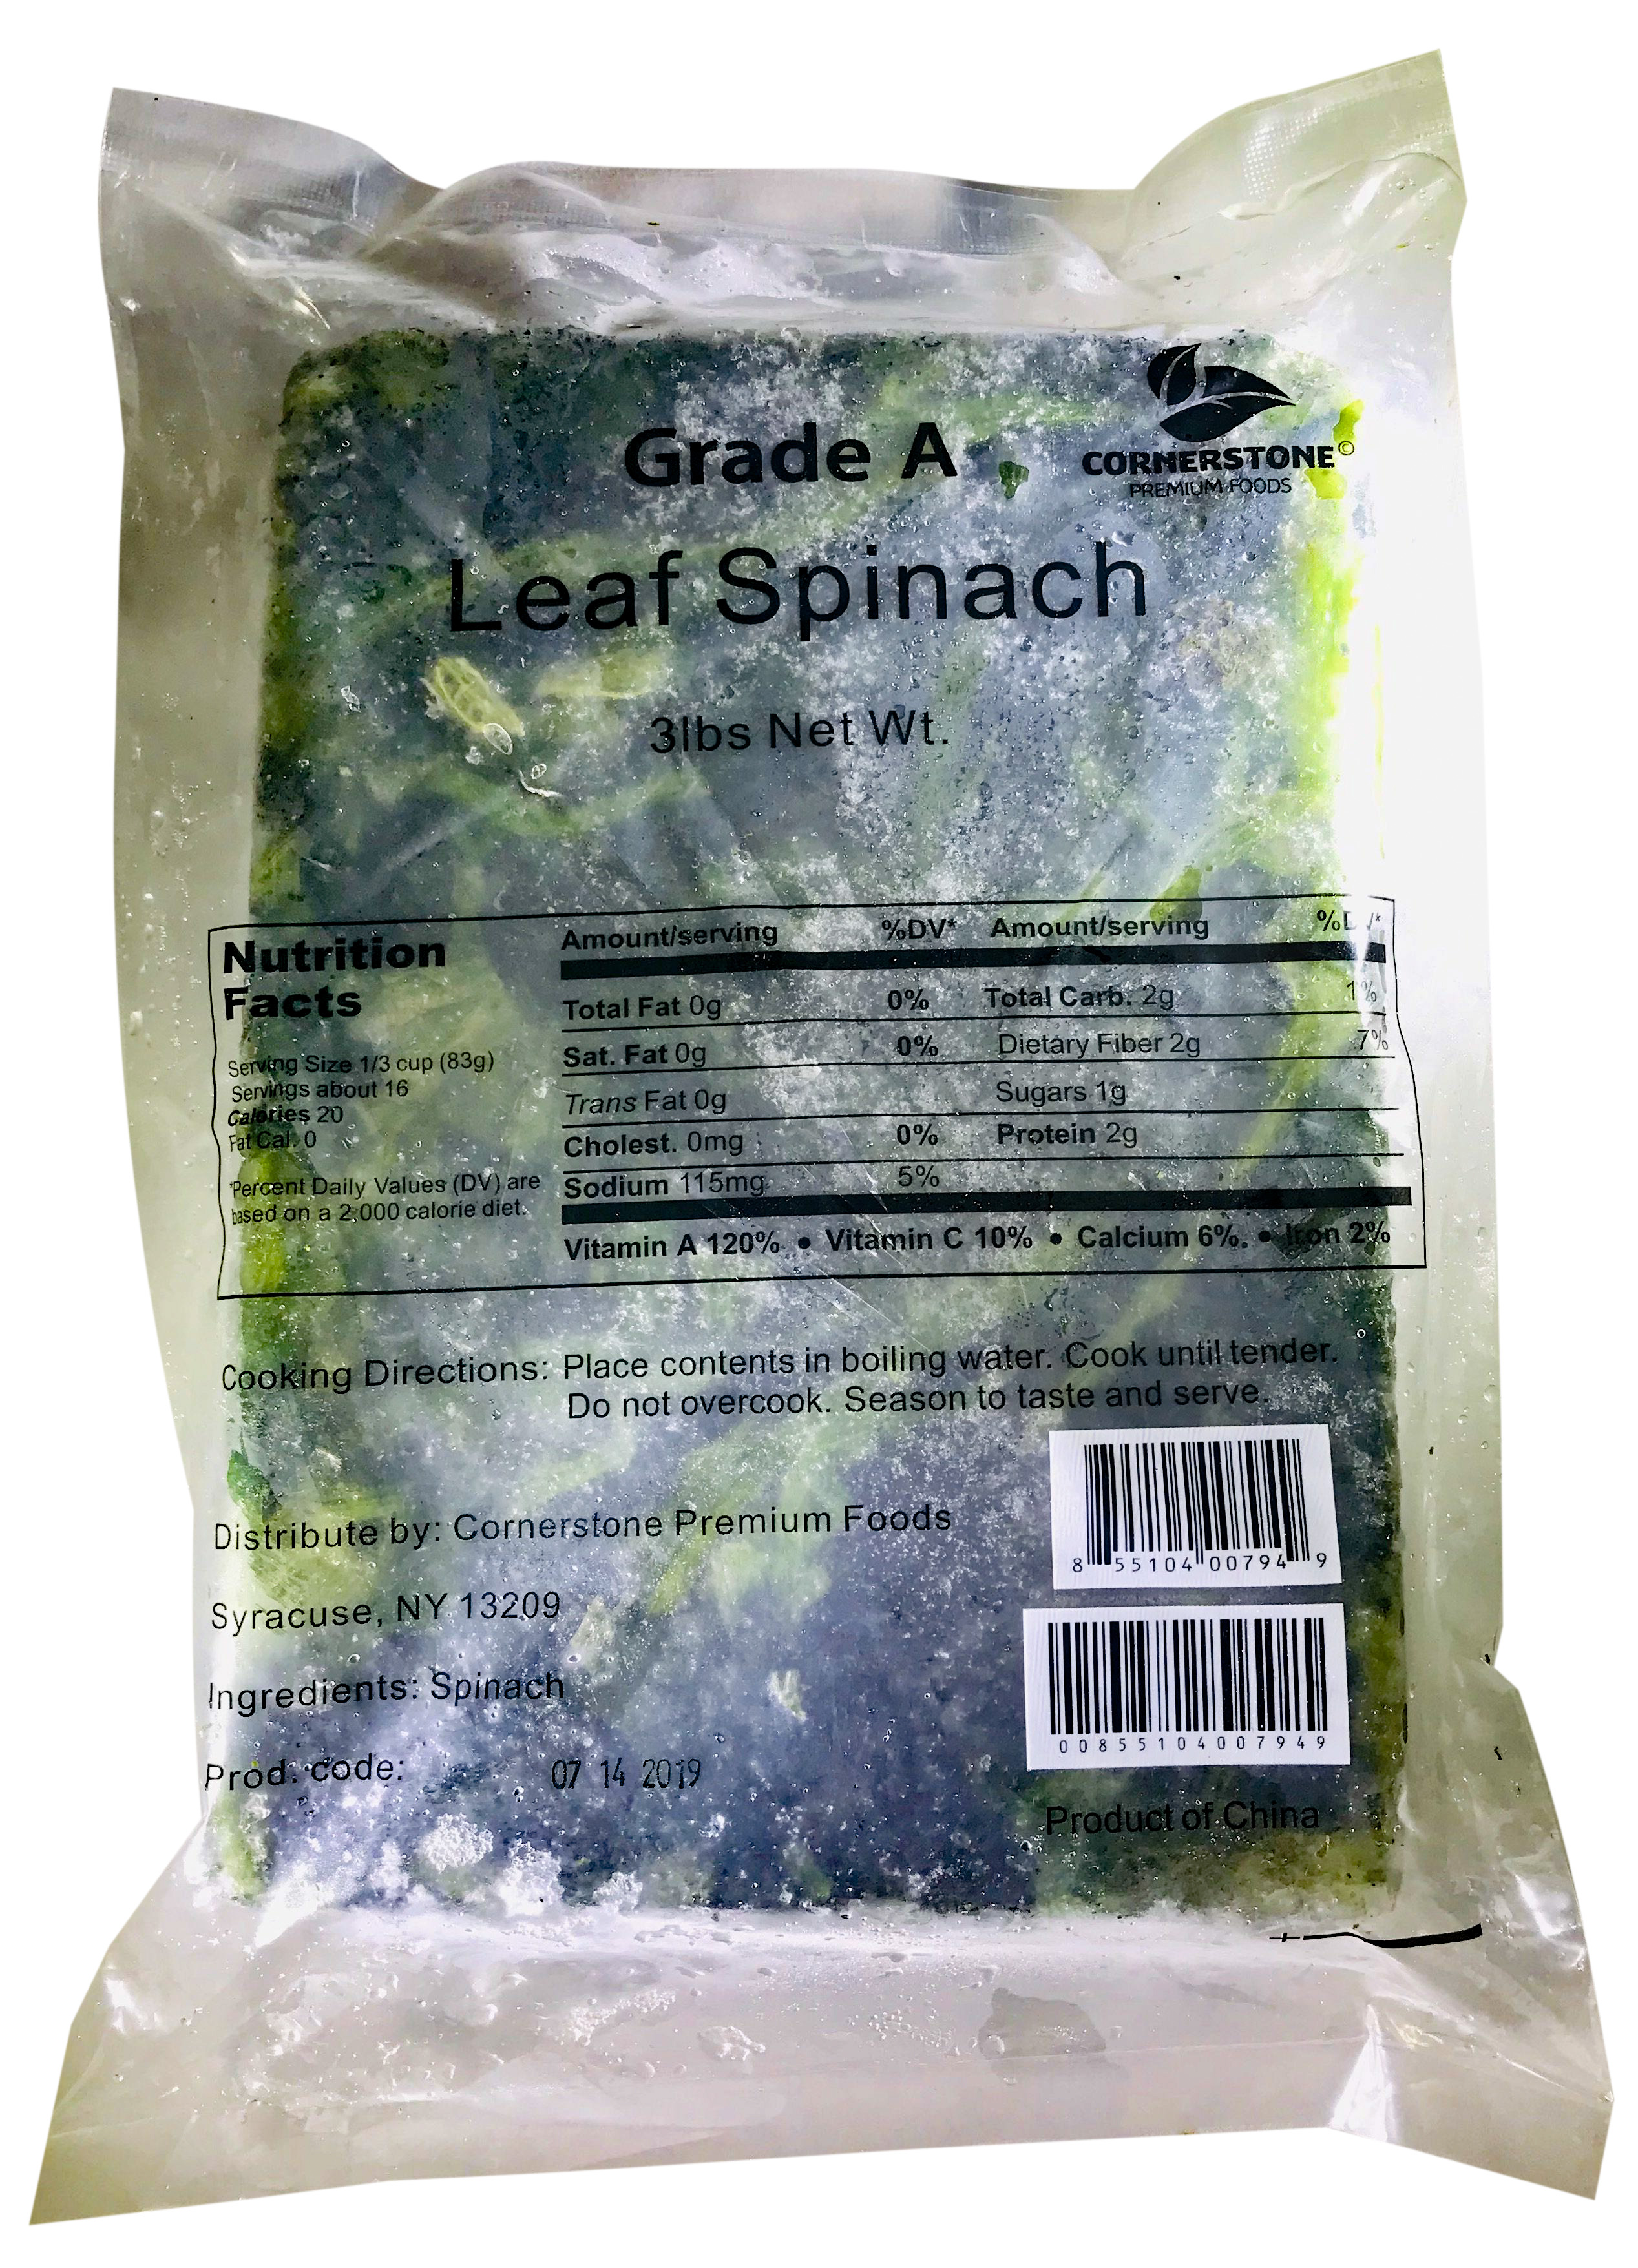 Grade A
CORNERSTONE©
PREMIUM FOODS
Leaf Spinach
3lbs Net Wt.
Nutrition
Facts
Serving Size 1/3 cup (83g)
Servings about 16
Calories 20
Fat Cal. 0
*Percent Daily Values (DV) are
based on a 2,000 calorie diet.
Amount/serving %DV* Amount/serving %DV*
Total Fat 0g 0% Total Carb. 2g 1%
Sat. Fat 0g 0% Dietary Fiber 2g 7%
Trans Fat 0g Sugars 1g
Cholest. 0mg 0% Protein 2g
Sodium 115mg 5%
Vitamin A 120% • Vitamin C 10% • Calcium 6%. • Iron 2%
Cooking Directions: Place contents in boiling water. Cook until tender.
Do not overcook. Season to taste and serve.
8 55104 00794 9
Distribute by: Cornerstone Premium Foods
Syracuse, NY 13209
Ingredients: Spinach
00855104007949
Prod. code: 07 14 2019
Product of China